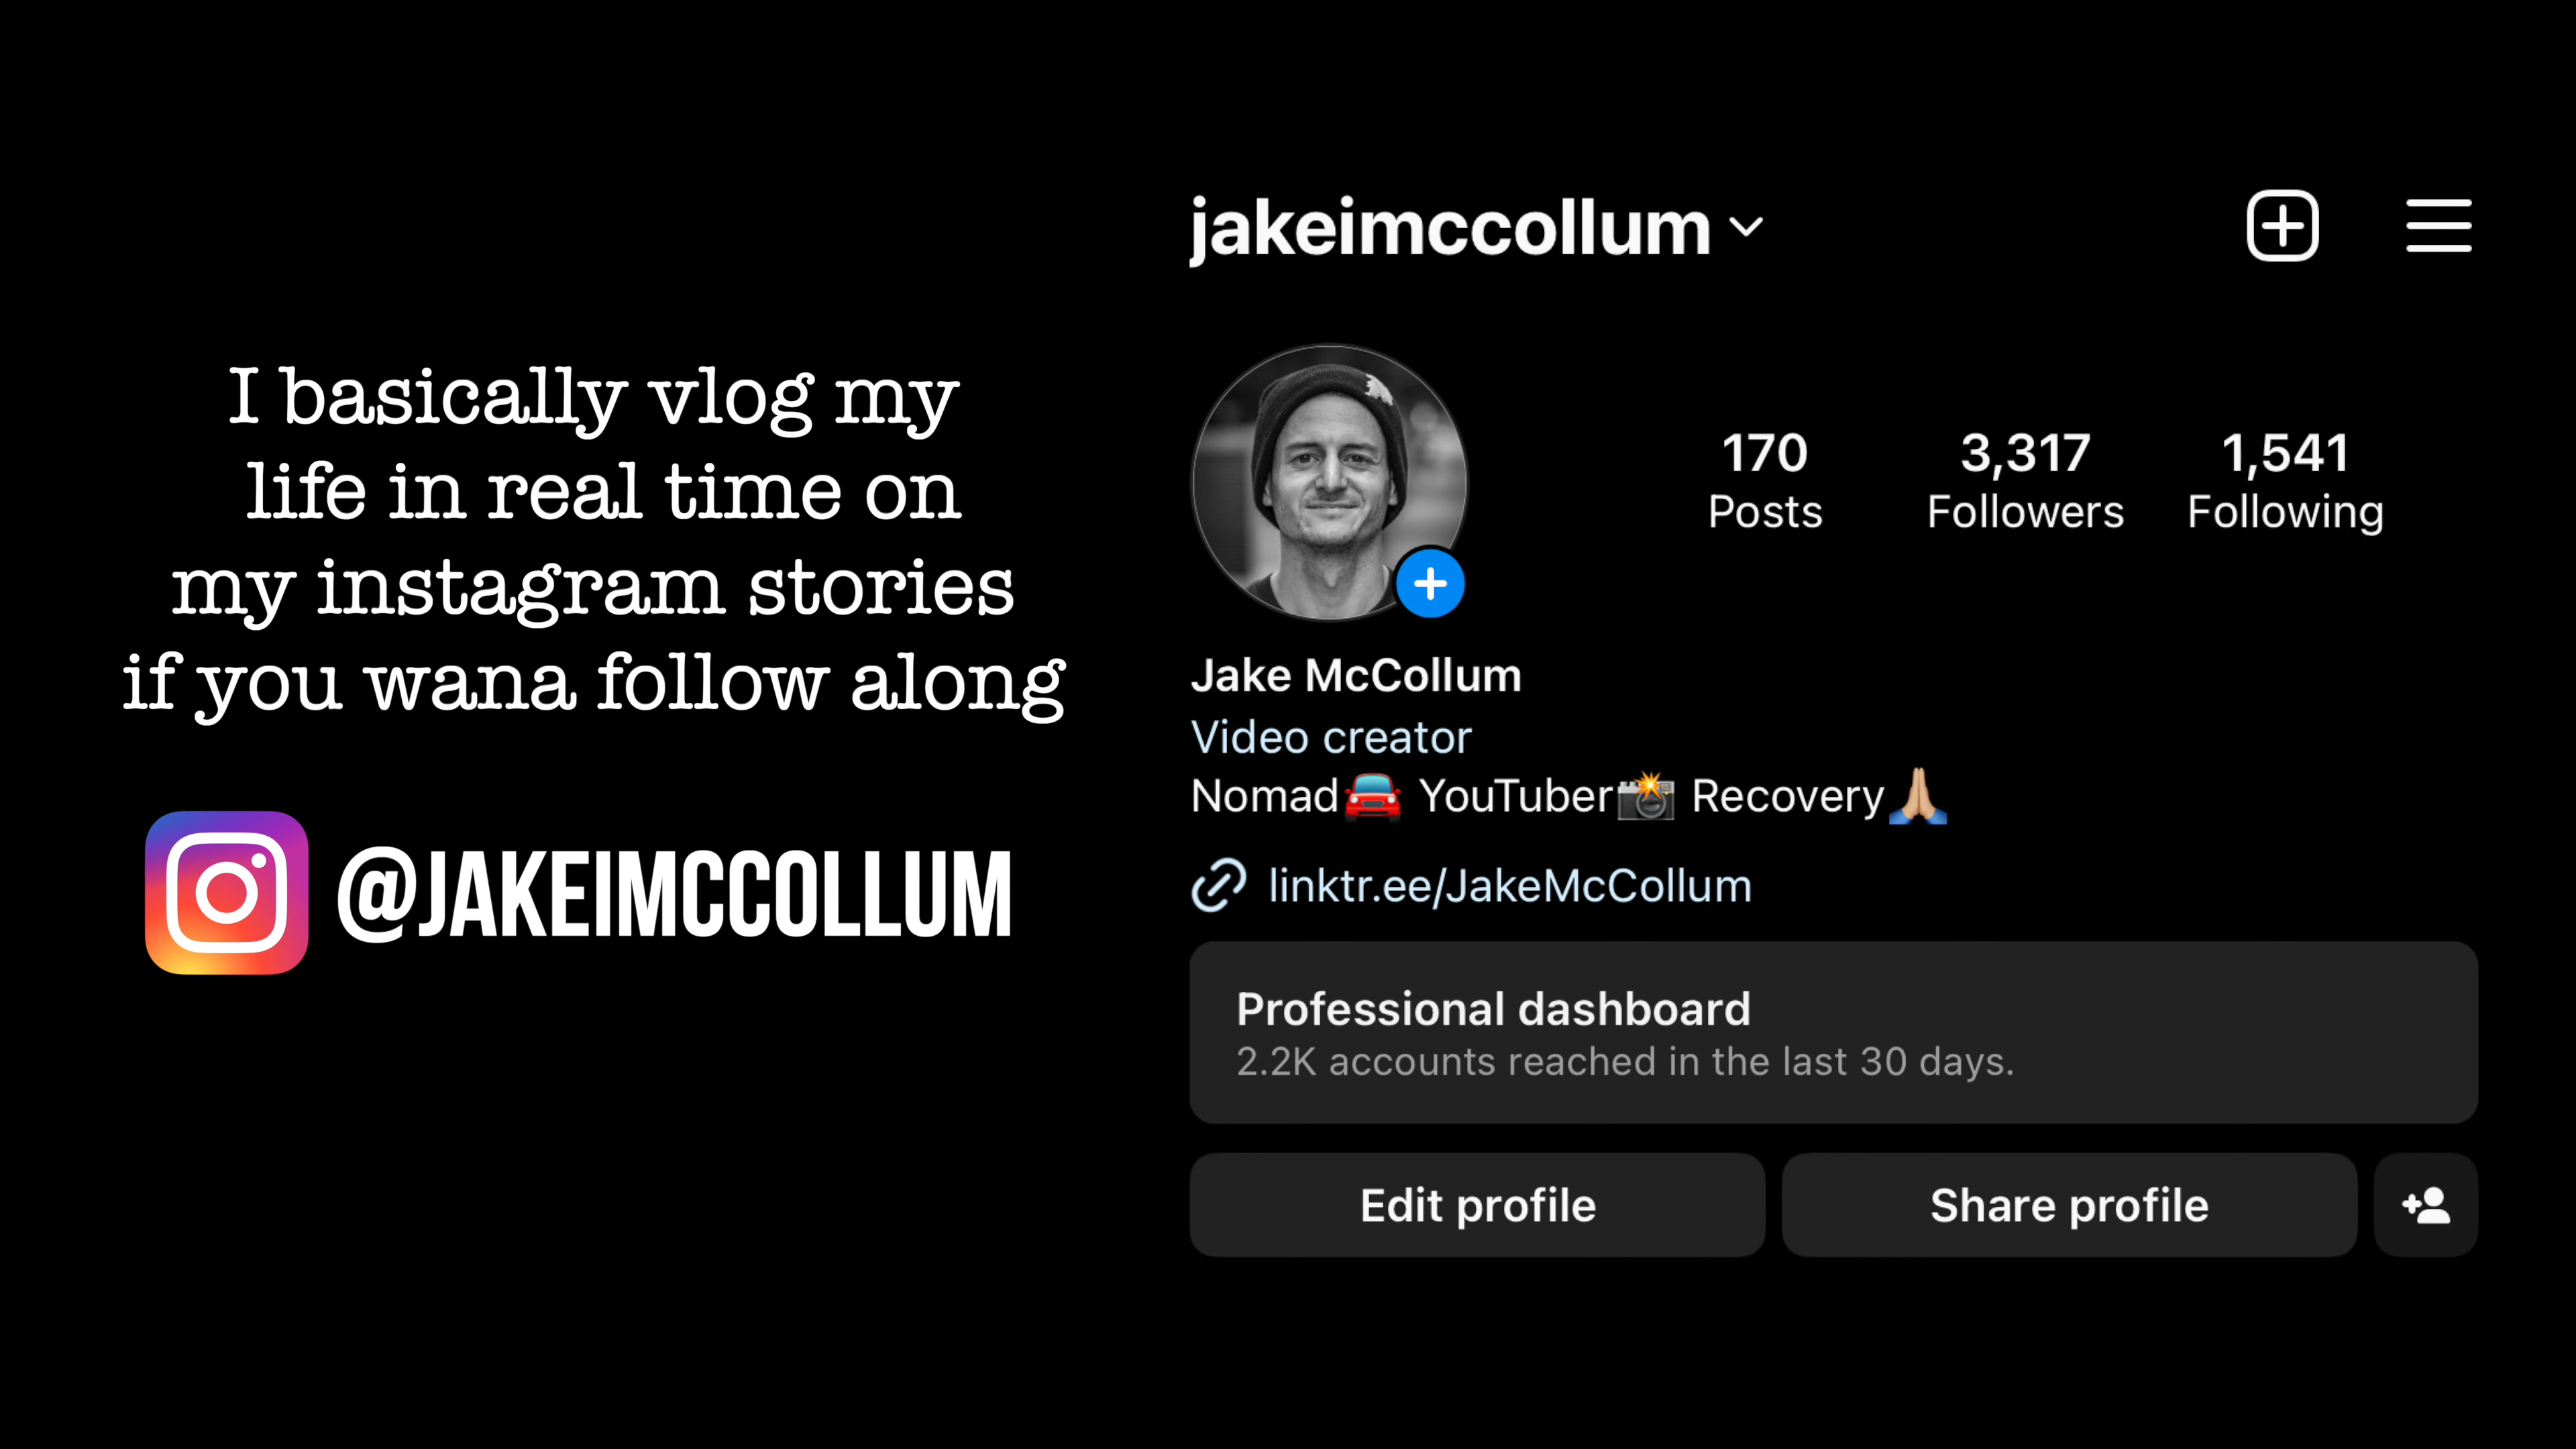 I basically vlog my
life in real time on
my instagram stories
if you wana follow along
@JAKEIMCCOLLUM
jakeimccollum
170 3,317 1,541
Posts Followers Following
Jake McCollum
Video creator
Nomad🚘 YouTuber📸 Recovery🙏🏼
linktr.ee/JakeMcCollum
Professional dashboard
2.2K accounts reached in the last 30 days.
Edit profile Share profile